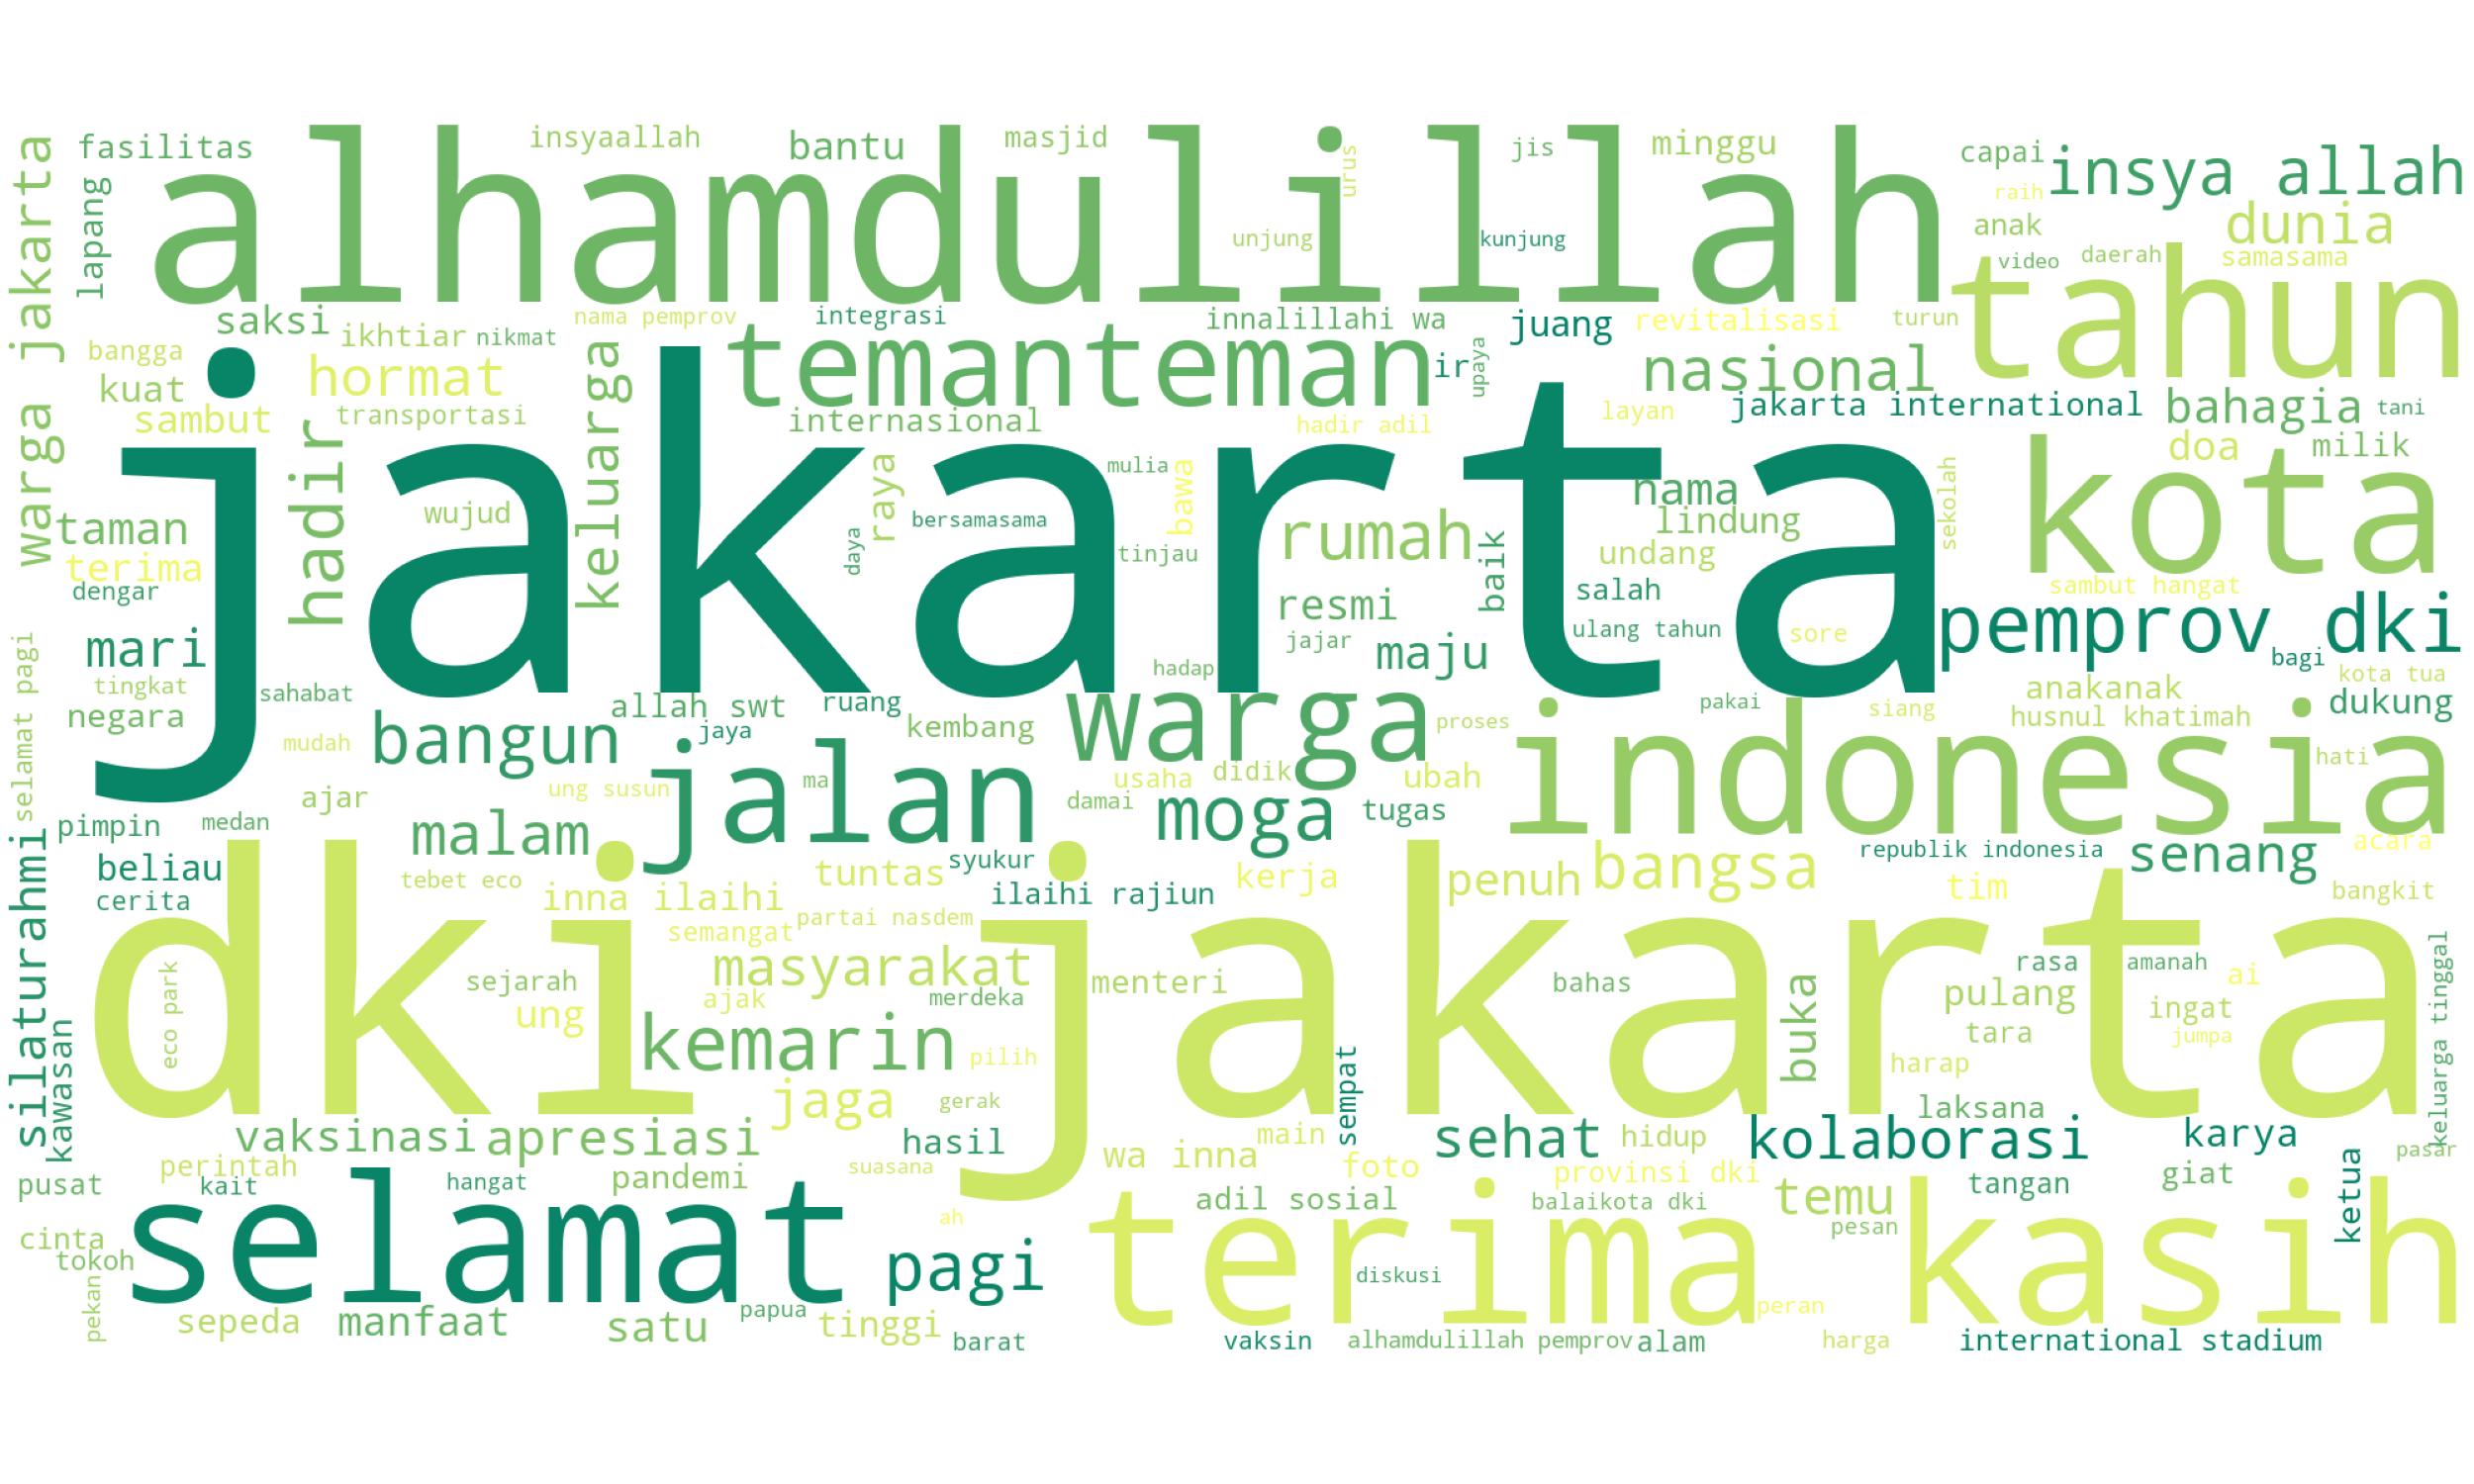 alhamdulillah
jakarta
dki jakarta
terima kasih
selamat
indonesia
kota
tahun
temanteman
jalan
warga
pemprov dki
insya allah
dunia
fasilitas
insyaallah
bantu
masjid
urus
jis
minggu
capai
raih
anak
video
daerah
samasama
lapang
warga jakarta
unjung
kunjung
saksi
ikhtiar
nikmat
nama pemprov
integrasi
innalillahi wa
juang
revitalisasi
turun
bangga
kuat
hormat
sambut
transportasi
keluarga
hadir
internasional
ir
upaya
nasional
hadir adil
layan
jakarta international
bahagia
tani
doa
milik
taman
terima
dengar
wujud
raya
daya
mulia
bawa
bersamasama
tinjau
rumah
resmi
jajar
baik
maju
hadap
nama
lindung
undang
salah
ulang tahun
sore
sekolah
sambut hangat
bagi
kota tua
mari
tingkat
negara
sahabat
selamat pagi
mudah
bangun
allah swt
jaya
ruang
kembang
proses
pakai
siang
anakanak
husnul khatimah
dukung
hati
ajar
ung susun
ma
usaha
didik
damai
ubah
moga
tugas
pimpin
medan
malam
beliau
cerita
tebet eco
inna ilaihi
tuntas
syukur
ilaihi rajiun
kerja
penuh
bangsa
republik indonesia
senang
acara
tim
bangkit
silaturahmi
kawasan
eco park
partai nasdem
semangat
masyarakat
sejarah
ung
ajak
merdeka
menteri
bahas
buka
rasa
amanah
ai
pulang
ingat
tara
jumpa
harap
keluarga tinggal
kemarin
pilih
jaga
gerak
sempat
laksana
vaksinasi
apresiasi
hasil
wa inna
main
sehat
hidup
kolaborasi
karya
pasar
perintah
pandemi
suasana
foto
provinsi dki
temu
tangan
giat
ketua
pusat
kait
hangat
adil sosial
balaikota dki
pesan
cinta
tokoh
ah
pagi
diskusi
peran
pekan
sepeda
manfaat
satu
papua
tinggi
barat
vaksin
alhamdulillah pemprov
alam
harga
international stadium